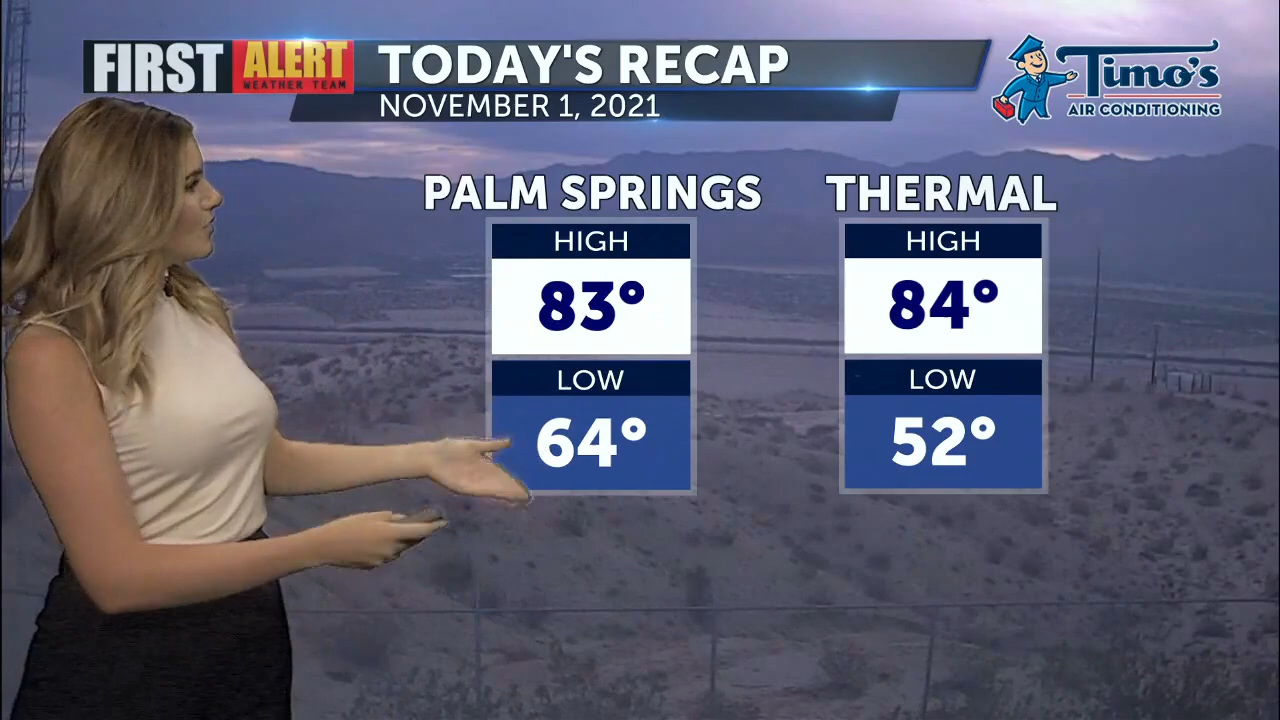 FIRST ALERT
WEATHER TEAM
TODAY'S RECAP
NOVEMBER 1, 2021
Timo's
AIR CONDITIONING
PALM SPRINGS
HIGH
83°
LOW
64°
THERMAL
HIGH
84°
LOW
52°